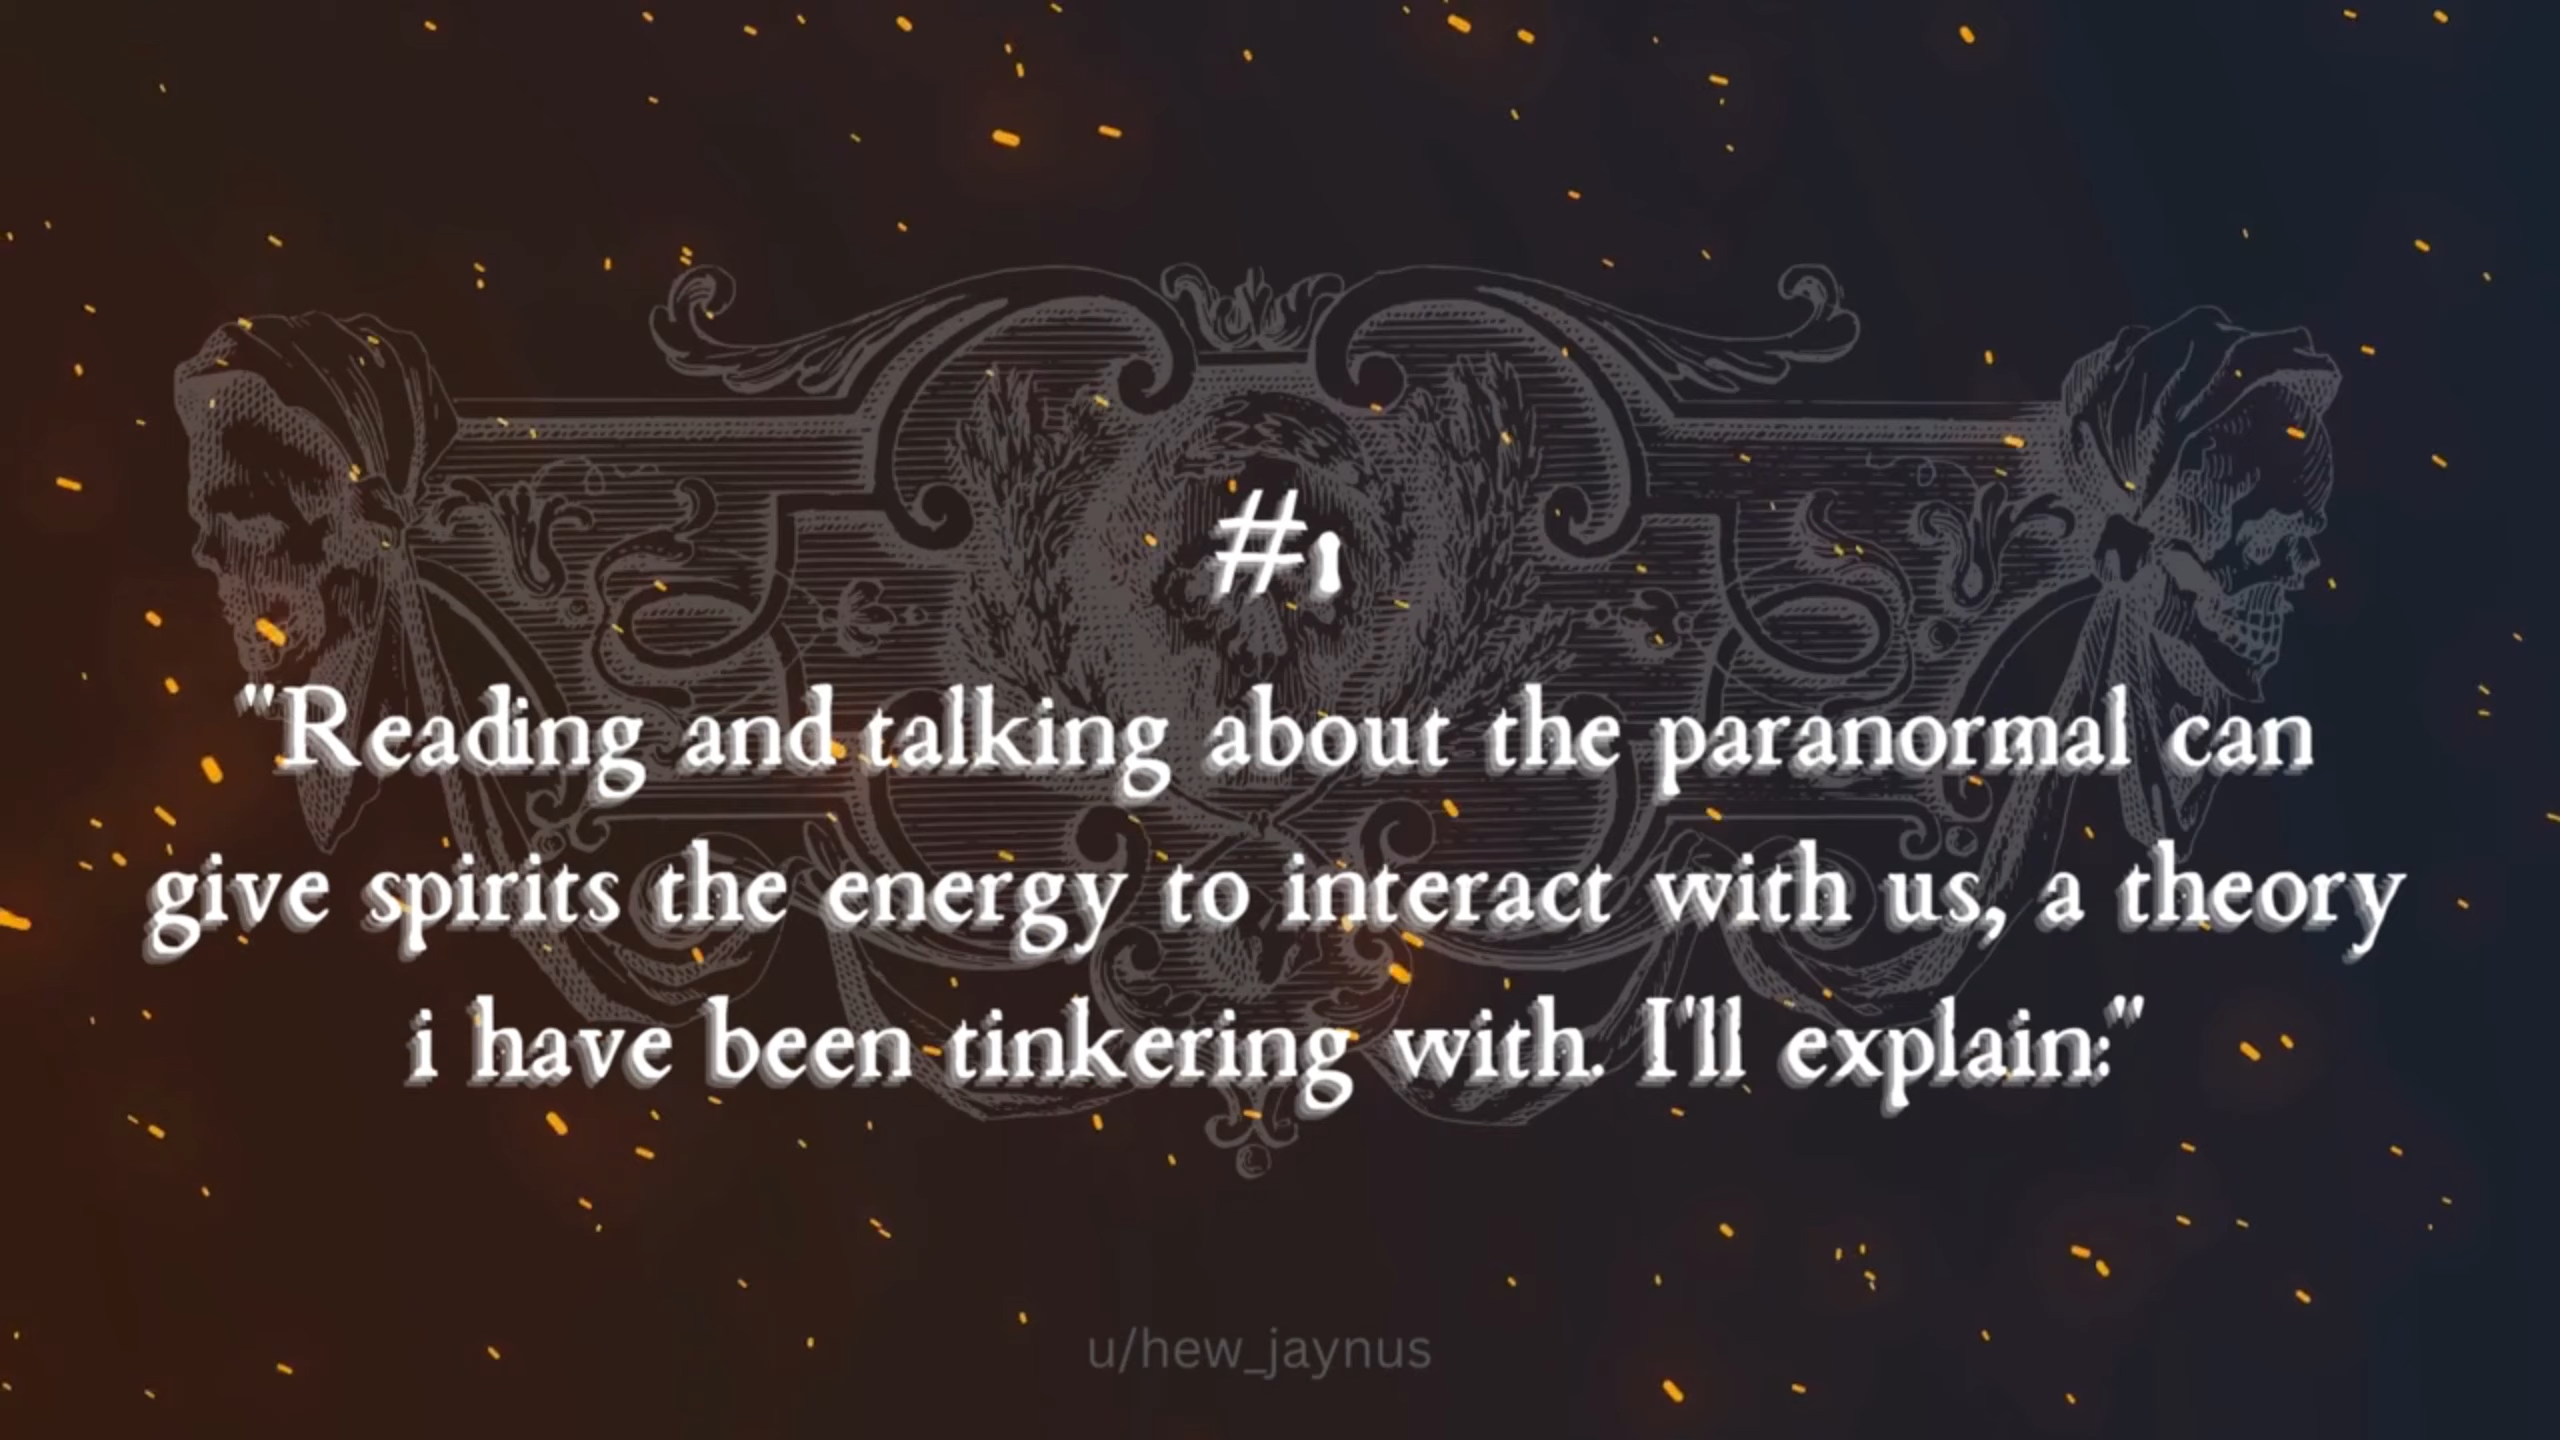 #1
"Reading and talking about the paranormal can
give spirits the energy to interact with us, a theory
i have been tinkering with. I'll explain:"
u/hew_jaynus